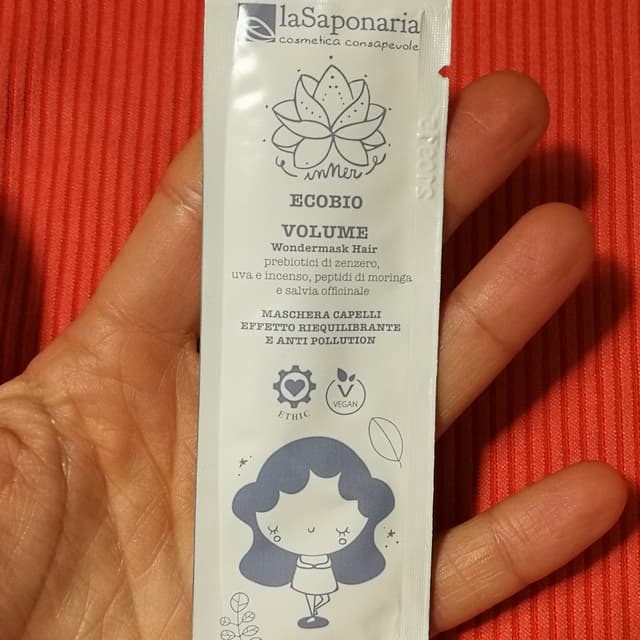 laSaponaria
cosmetica consapevole
inner
ECOBIO
VOLUME
Wondermask Hair
prebiotici di zenzero,
uva e incenso, peptidi di moringa
e salvia officinale
MASCHERA CAPELLI
EFFETTO RIEQUILIBRANTE
E ANTI POLLUTION
ETHIC
VEGAN